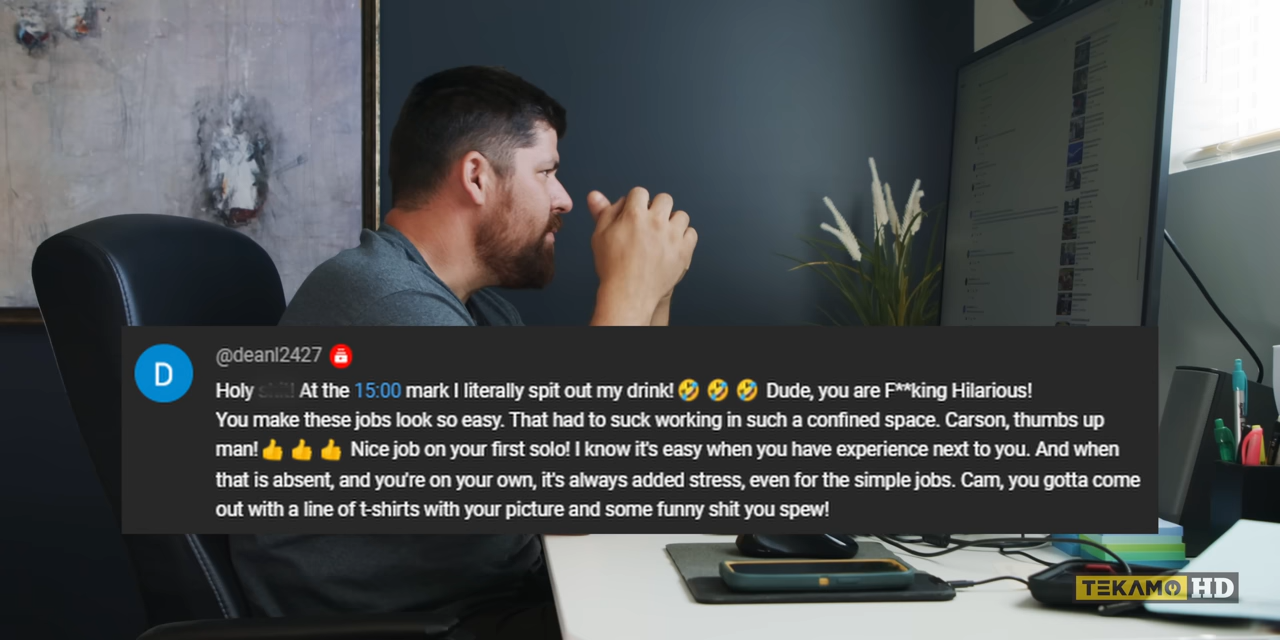 D
@deanl2427
Holy At the 15:00 mark I literally spit out my drink! 🤣 🤣 🤣 Dude, you are F**king Hilarious!
You make these jobs look so easy. That had to suck working in such a confined space. Carson, thumbs up
man! 👍 👍 👍 Nice job on your first solo! I know it's easy when you have experience next to you. And when
that is absent, and you're on your own, it's always added stress, even for the simple jobs. Cam, you gotta come
out with a line of t-shirts with your picture and some funny shit you spew!
TEKAMO HD